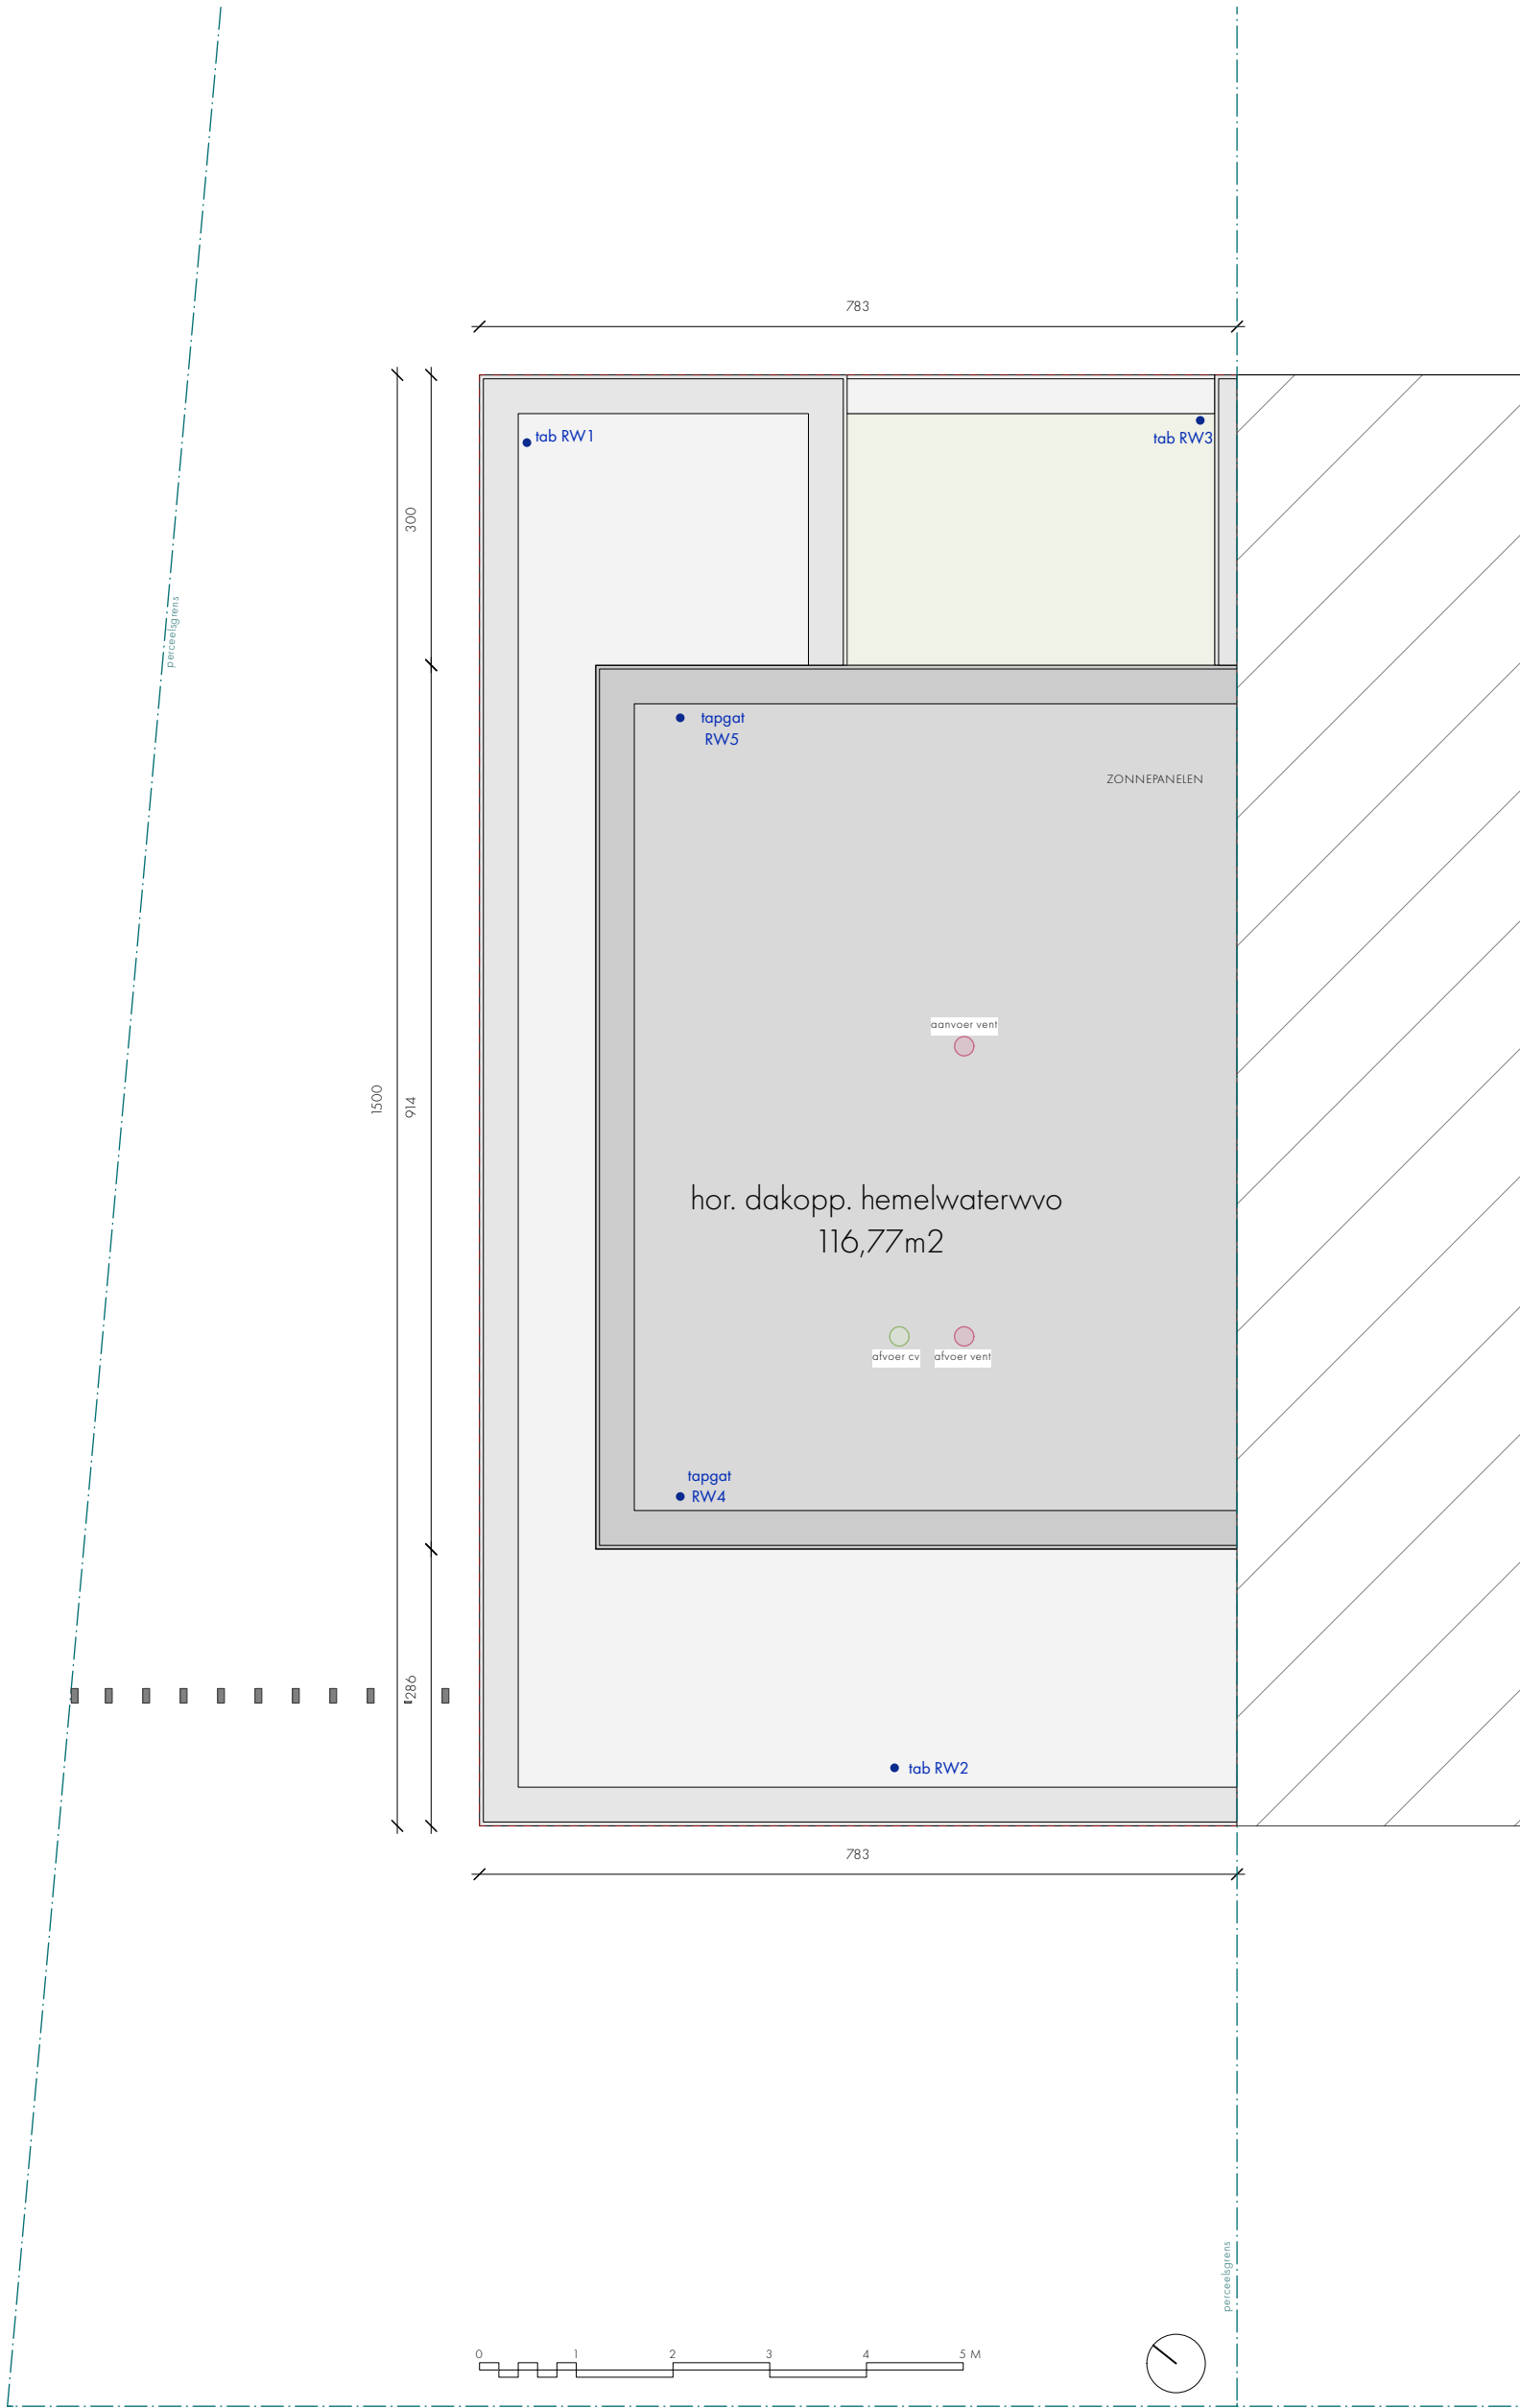 783
tab RW1
tab RW3
300
perceelsgrens
tapgat
RW5
ZONNEPANELEN
aanvoer vent
1500
914
hor. dakopp. hemelwaterwvo
116,77m2
afvoer cv
afvoer vent
tapgat
RW4
286
tab RW2
783
perceelsgrens
0 1 2 3 4 5 M